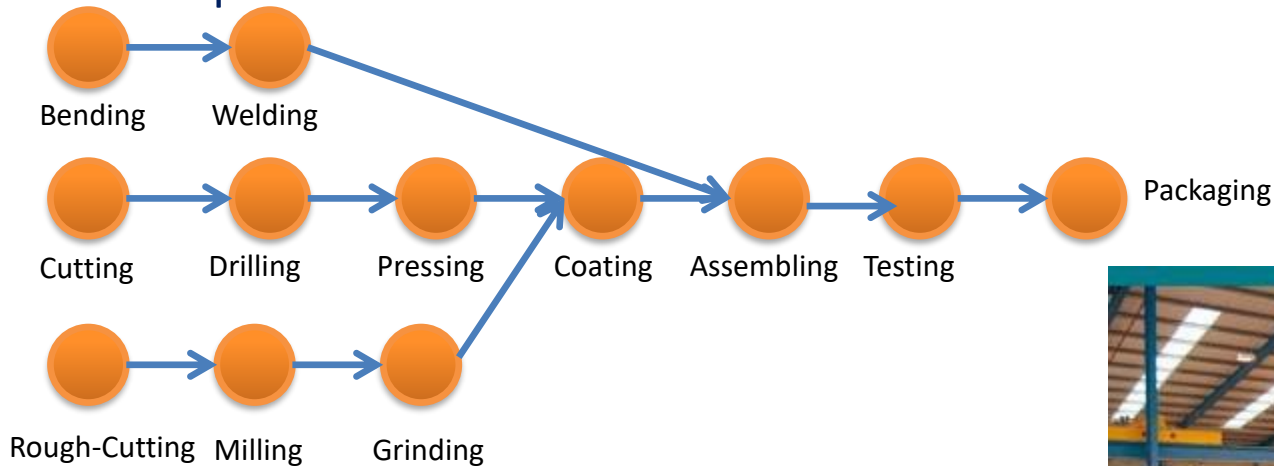 Bending Welding
Packaging
Cutting Drilling Pressing Coating Assembling Testing
Rough-Cutting Milling Grinding